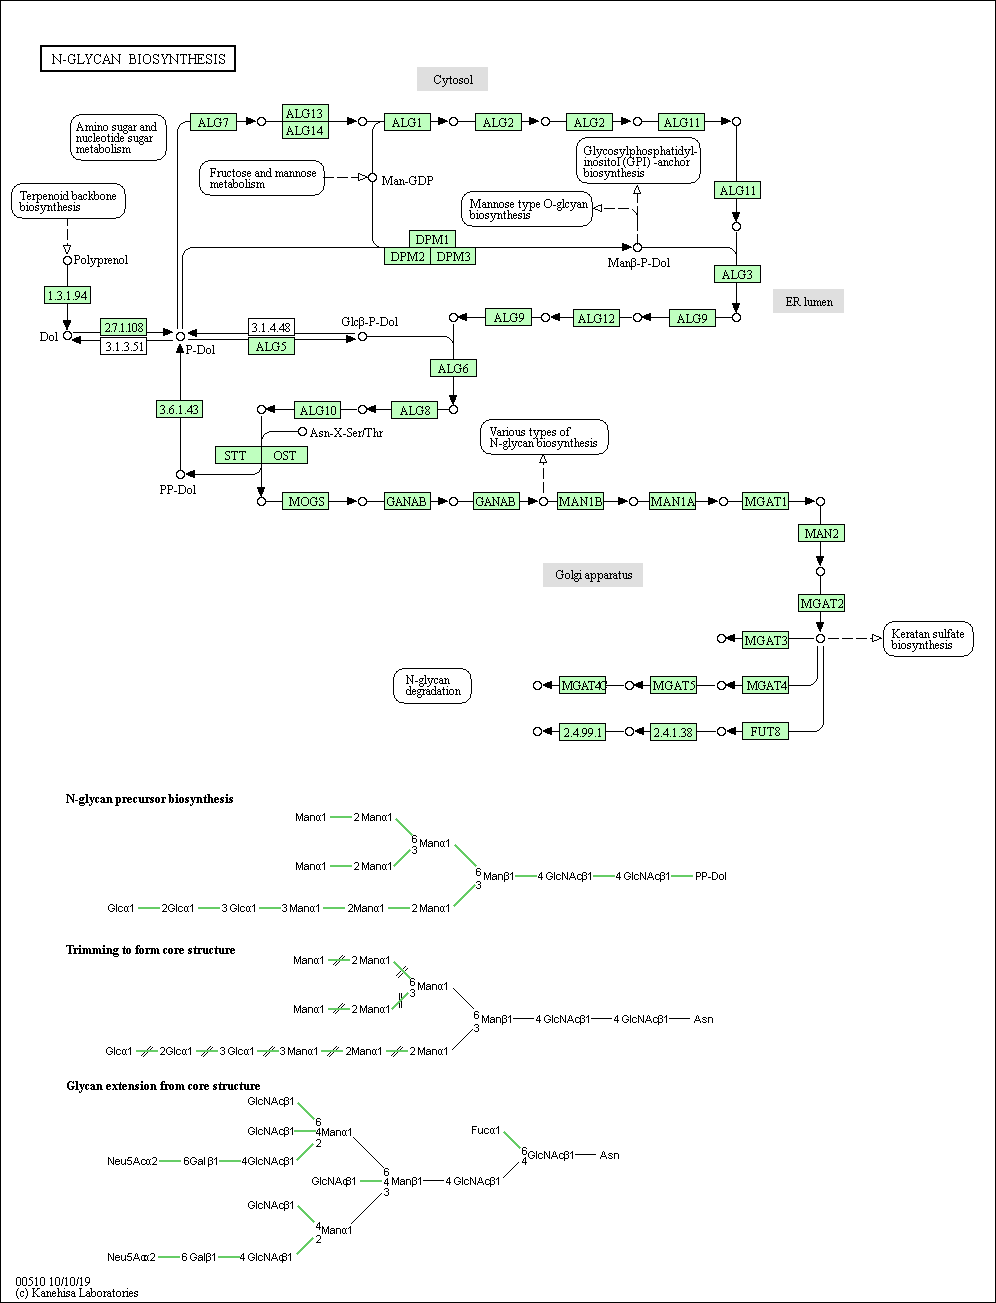 N-GLYCAN BIOSYNTHESIS
Cytosol
Amino sugar and
nucleotide sugar
metabolism
ALG7
ALG13
ALG14
ALG1
ALG2
ALG2
ALG11
Glycosylphosphatidyl-
inositol (GPI) -anchor
biosynthesis
Fructose and mannose
metabolism
Man-GDP
ALG11
Terpenoid backbone
biosynthesis
Mannose type O-glcyan
biosynthesis
DPM1
DPM2
DPM3
Polyprenol
Manβ-P-Dol
ALG3
1.3.1.94
ER lumen
Dol
2.7.1.108
3.1.3.51
P-Dol
3.1.4.48
ALG5
Glcβ-P-Dol
ALG9
ALG12
ALG9
ALG6
3.6.1.43
ALG10
ALG8
Asn-X-Ser/Thr
Various types of
N-glycan biosynthesis
STT
OST
PP-Dol
MOGS
GANAB
GANAB
MAN1B
MAN1A
MGAT1
MAN2
Golgi apparatus
MGAT2
MGAT3
Keratan sulfate
biosynthesis
N-glycan
degradation
MGAT4C
MGAT5
MGAT4
2.4.99.1
2.4.1.38
FUT8
N-glycan precursor biosynthesis
Manα1 2 Manα1
6
3 Manα1
Manα1 2 Manα1
6
3 Manβ1 4 GlcNAcβ1 4 GlcNAcβ1 PP-Dol
Glcα1 2Glcα1 3 Glcα1 3 Manα1 2Manα1 2 Manα1
Trimming to form core structure
Manα1 2 Manα1
6
3 Manα1
Manα1 2 Manα1
6
3 Manβ1 4 GlcNAcβ1 4 GlcNAcβ1 Asn
Glcα1 2Glcα1 3 Glcα1 3 Manα1 2Manα1 2 Manα1
Glycan extension from core structure
GlcNAcβ1
6
GlcNAcβ1 4Manα1
2
Neu5Acα2 6Gal β1 4GlcNAcβ1
Fucα1
6
4 GlcNAcβ1 Asn
6
GlcNAcβ1 4 Manβ1 4 GlcNAcβ1
3
GlcNAcβ1
4
2 Manα1
Neu5Acα2 6 Galβ1 4 GlcNAcβ1
00510 10/10/19
(c) Kanehisa Laboratories